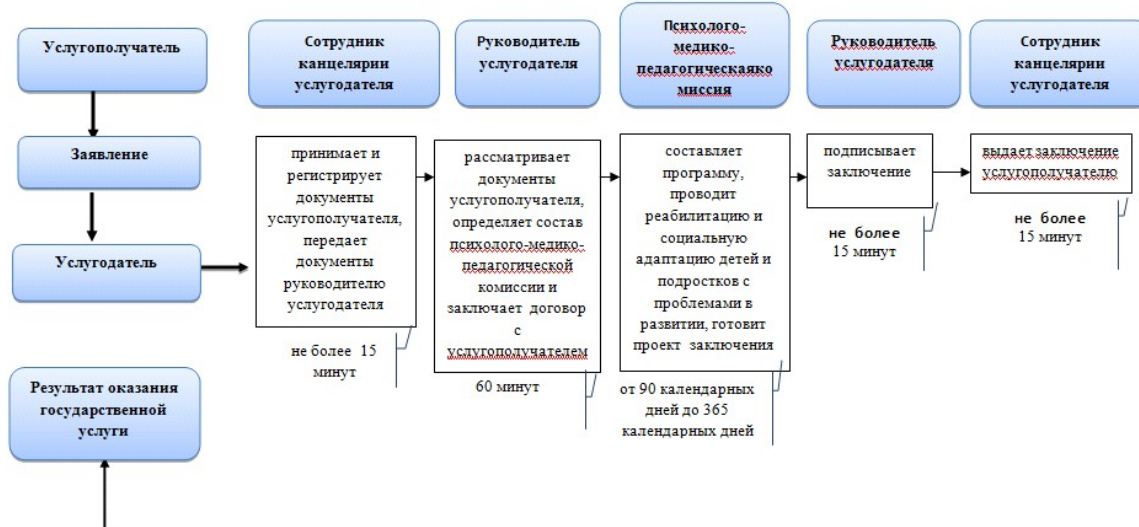 Услугополучатель
Заявление
Услугодатель
Результат оказания
государственной
услуги
Сотрудник
канцелярии
услугодателя
принимает и
регистрирует
документы
услугополучателя,
передает
документы
руководителю
услугодателя
не более 15
минут
Руководитель
услугодателя
рассматривает
документы
услугополучателя,
определяет состав
психолого-медико-
педагогической
комиссии и
заключает договор
с
услугополучателем
60 минут
Психолого-
медико-
педагогическаяко
миссия
составляет
программу,
проводит
реабилитацию и
социальную
адаптацию детей и
подростков с
проблемами в
развитии, готовит
проект заключения
от 90 календарных
дней до 365
календарных дней
Руководитель
услугодателя
подписывает
заключение
не более
15 минут
Сотрудник
канцелярии
услугодателя
выдает заключение
услугополучателю
не более
15 минут